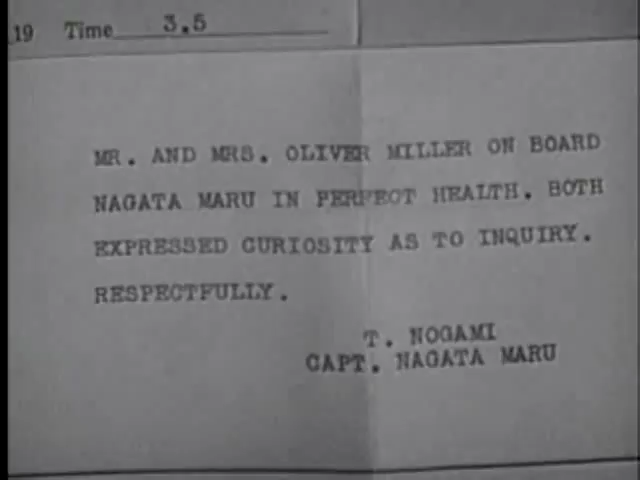 19 Time 3.5
MR. AND MRS. OLIVER MILLER ON BOARD
NAGATA MARU IN PERFECT HEALTH. BOTH
EXPRESSED CURIOSITY AS TO INQUIRY.
RESPECTFULLY.
T. NOGAMI
CAPT. NAGATA MARU